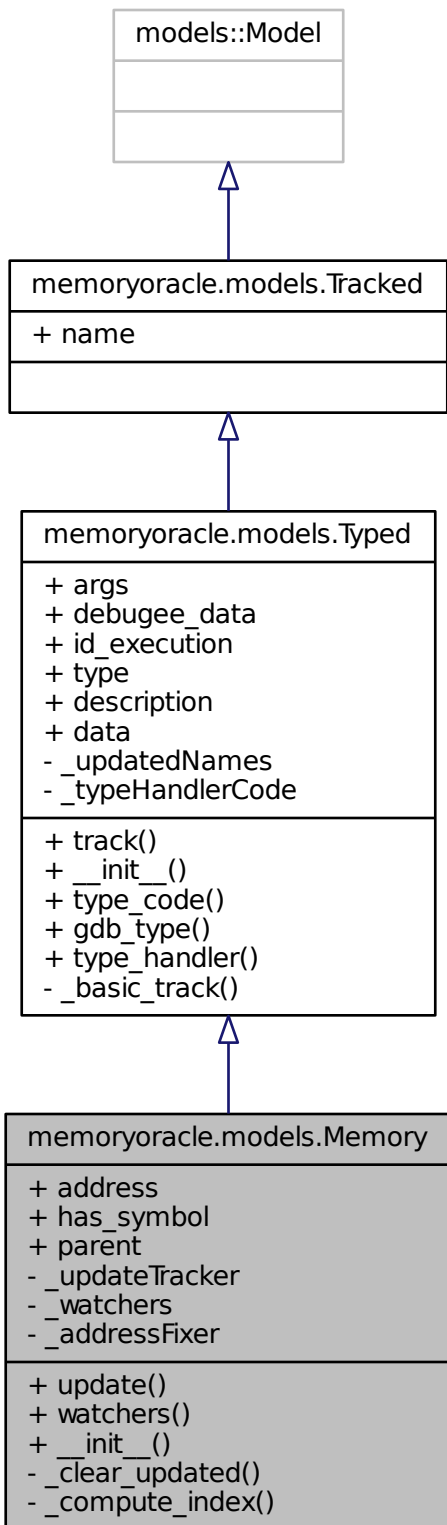 models::Model
memoryoracle.models.Tracked
+ name
memoryoracle.models.Typed
+ args
+ debugee_data
+ id_execution
+ type
+ description
+ data
- _updatedNames
- _typeHandlerCode
+ track()
+ __init__()
+ type_code()
+ gdb_type()
+ type_handler()
- _basic_track()
memoryoracle.models.Memory
+ address
+ has_symbol
+ parent
- _updateTracker
- _watchers
- _addressFixer
+ update()
+ watchers()
+ __init__()
- _clear_updated()
- _compute_index()